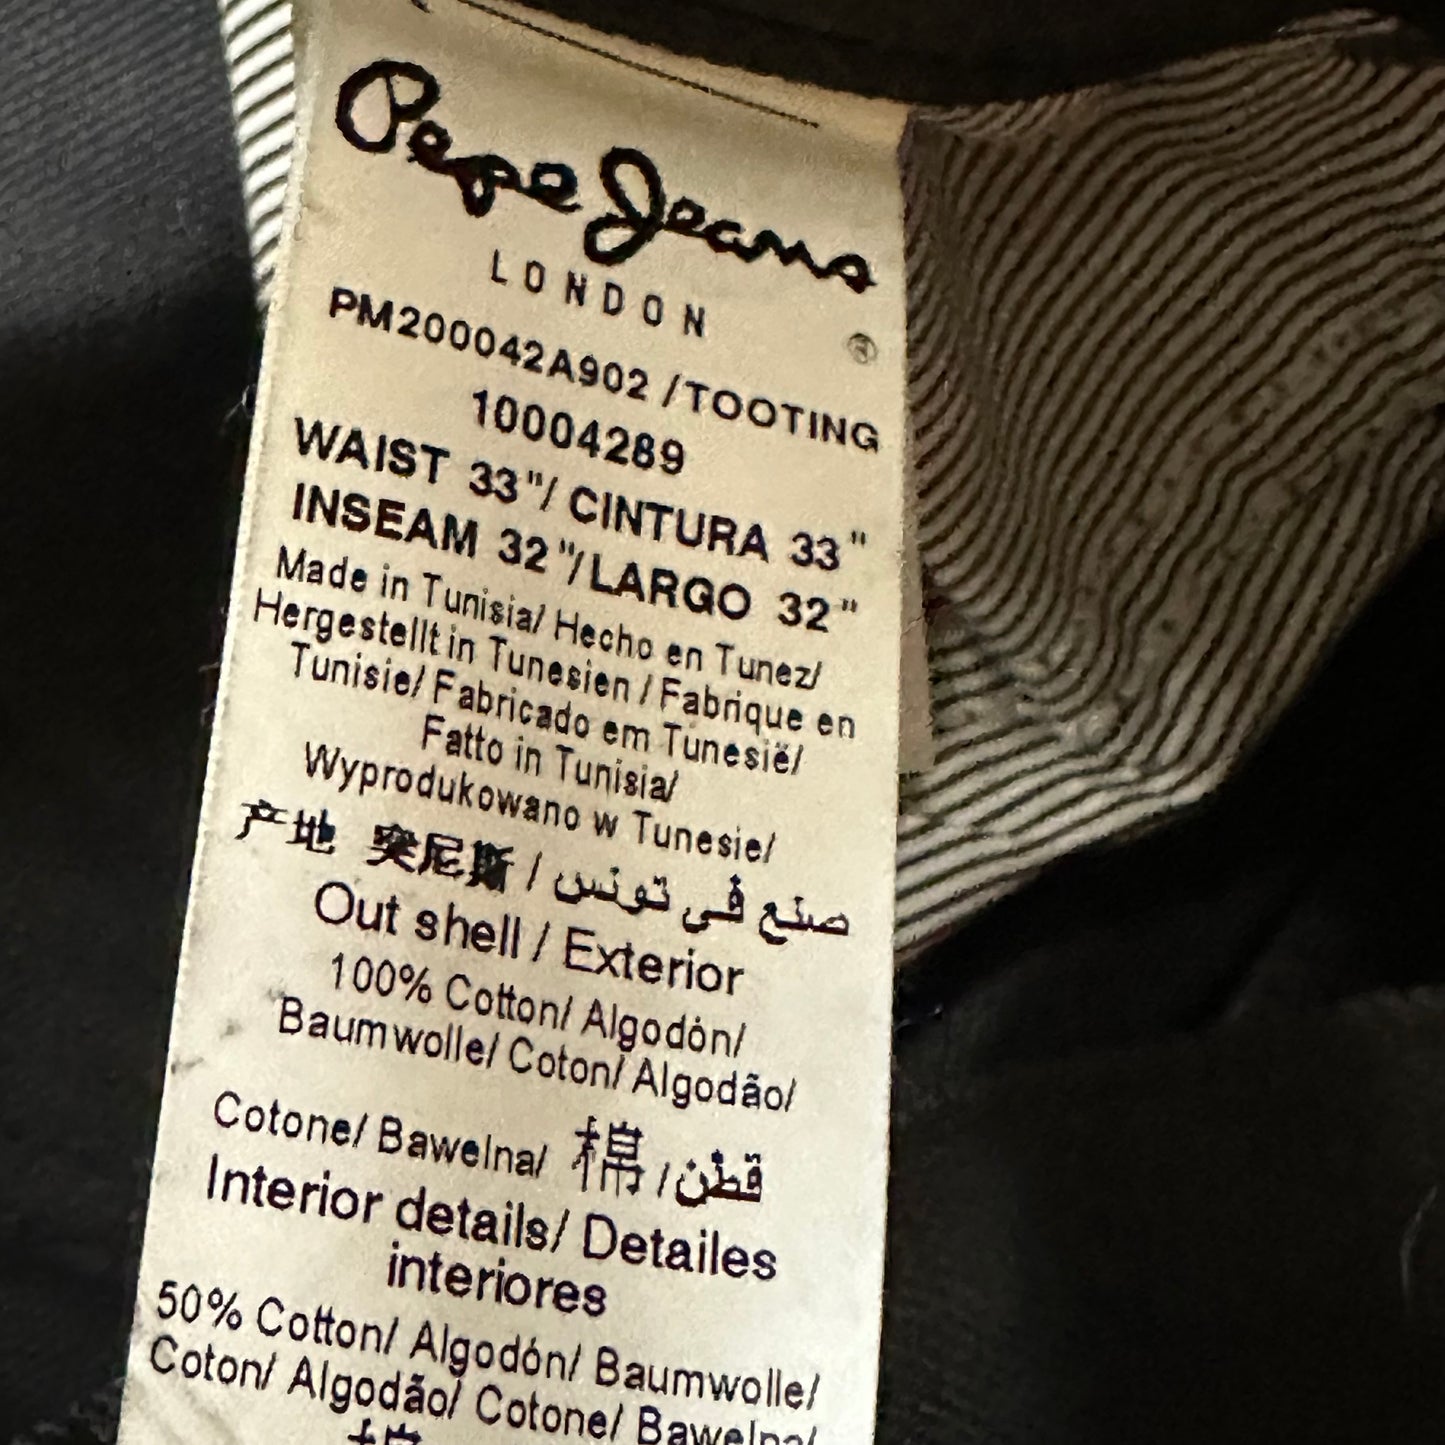 Pepe Jeans
LONDON
®
PM200042A902 /TOOTING
10004289
WAIST 33"/ CINTURA 33"
INSEAM 32"/LARGO 32"
Made in Tunisia/ Hecho en Tunez/
Hergestellt in Tunesien / Fabrique en
Tunisie/ Fabricado em Tunesië/
Fatto in Tunisia/
Wyprodukowano w Tunesie/
产地 突尼斯 / صنع في تونس
Out shell / Exterior
100% Cotton/ Algodón/
Baumwolle/ Coton/ Algodão/
Cotone/ Bawelna/ 棉 / قطن
Interior details/ Detailes
interiores
50% Cotton/ Algodón/ Baumwolle/
Coton/ Algodão/ Cotone/ Bawelna/